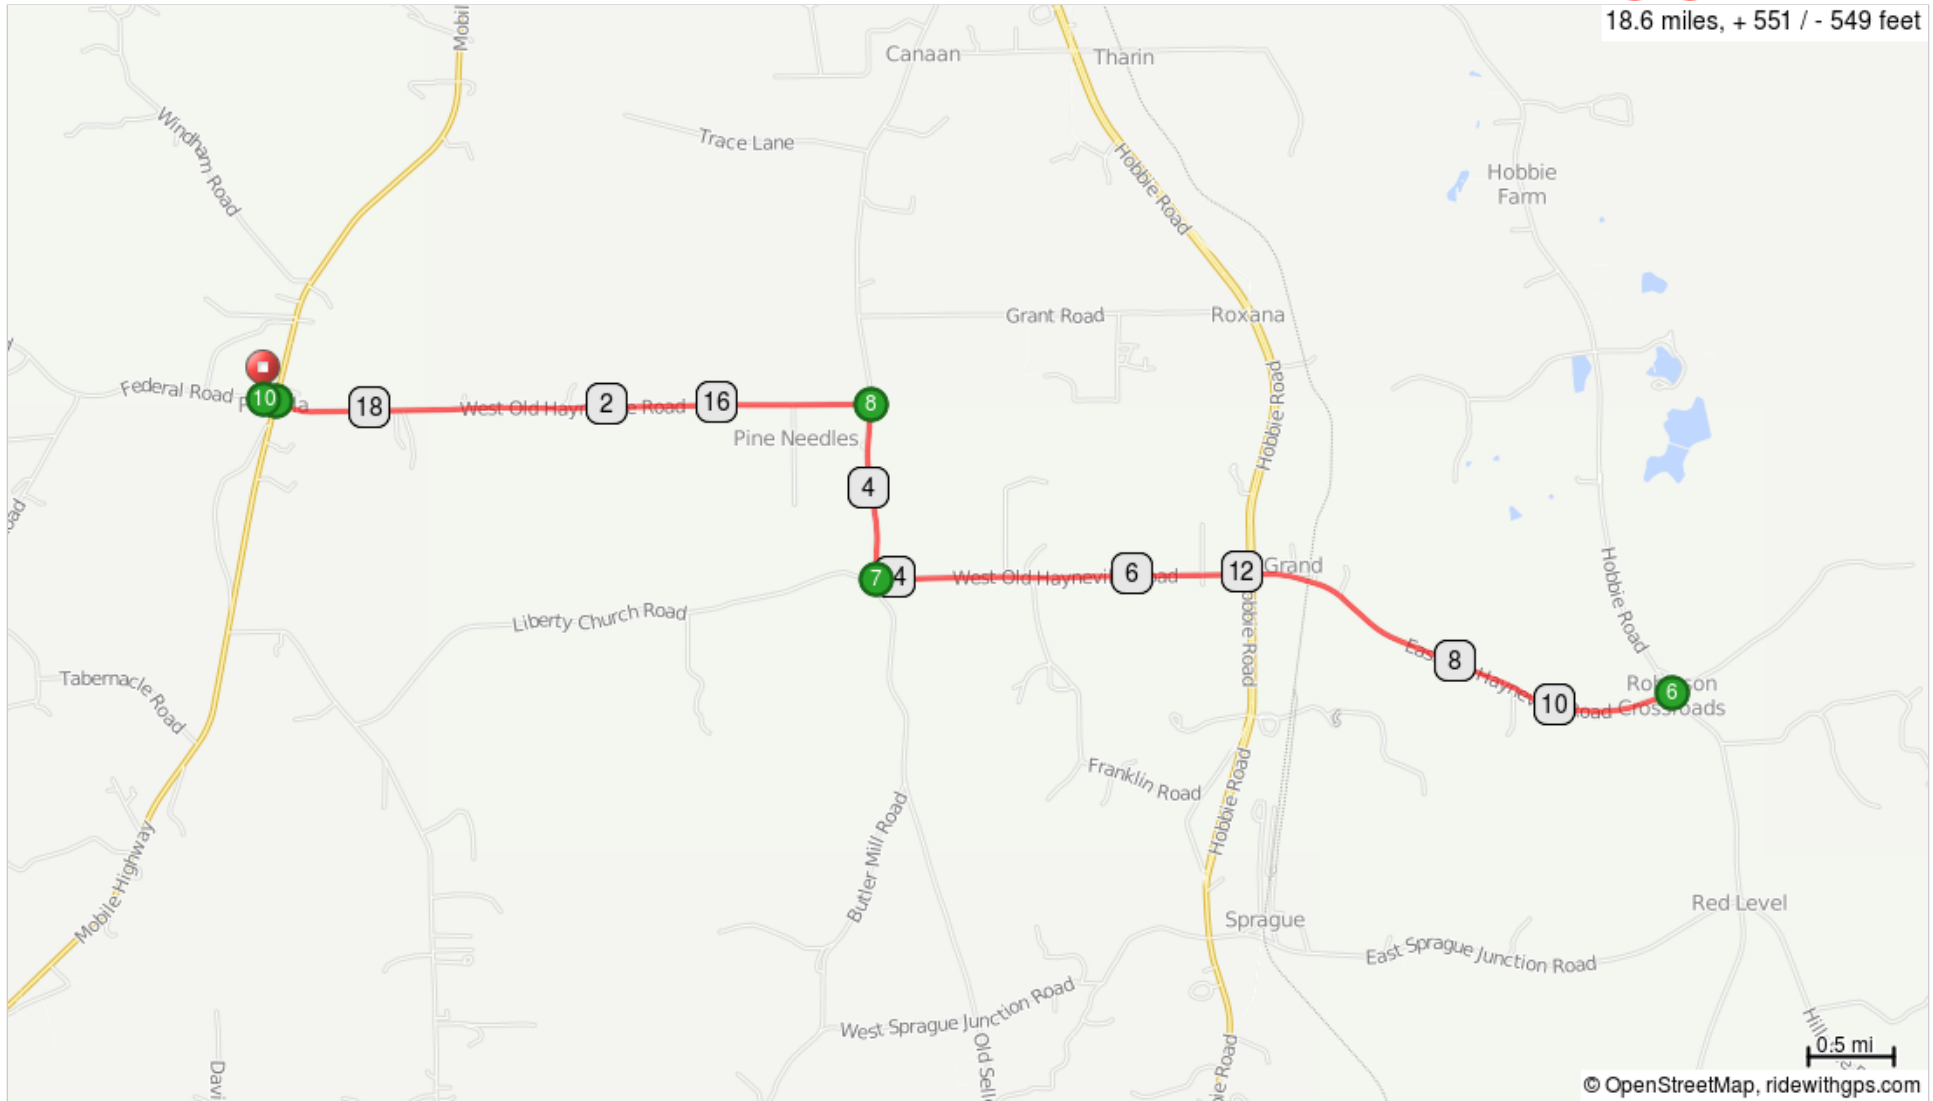 18.6 miles, + 551 / - 549 feet
Canaan
Tharin
Windham Road
Trace Lane
Hobbie Road
Hobbie
Farm
Grant Road
Roxana
Federal Road
10
18
2
16
8
Hobbie Road
Pine Needles
4
7
4
6
12
Grand
Hobbie Road
Liberty Church Road
Hobbie Road
8
10
6
Crossroads
Tabernacle Road
Franklin Road
Hobbie Road
Butler Mill Road
Mobile Highway
Red Level
Sprague
East Sprague Junction Road
West Sprague Junction Road
0.5 mi
© OpenStreetMap, ridewithgps.com